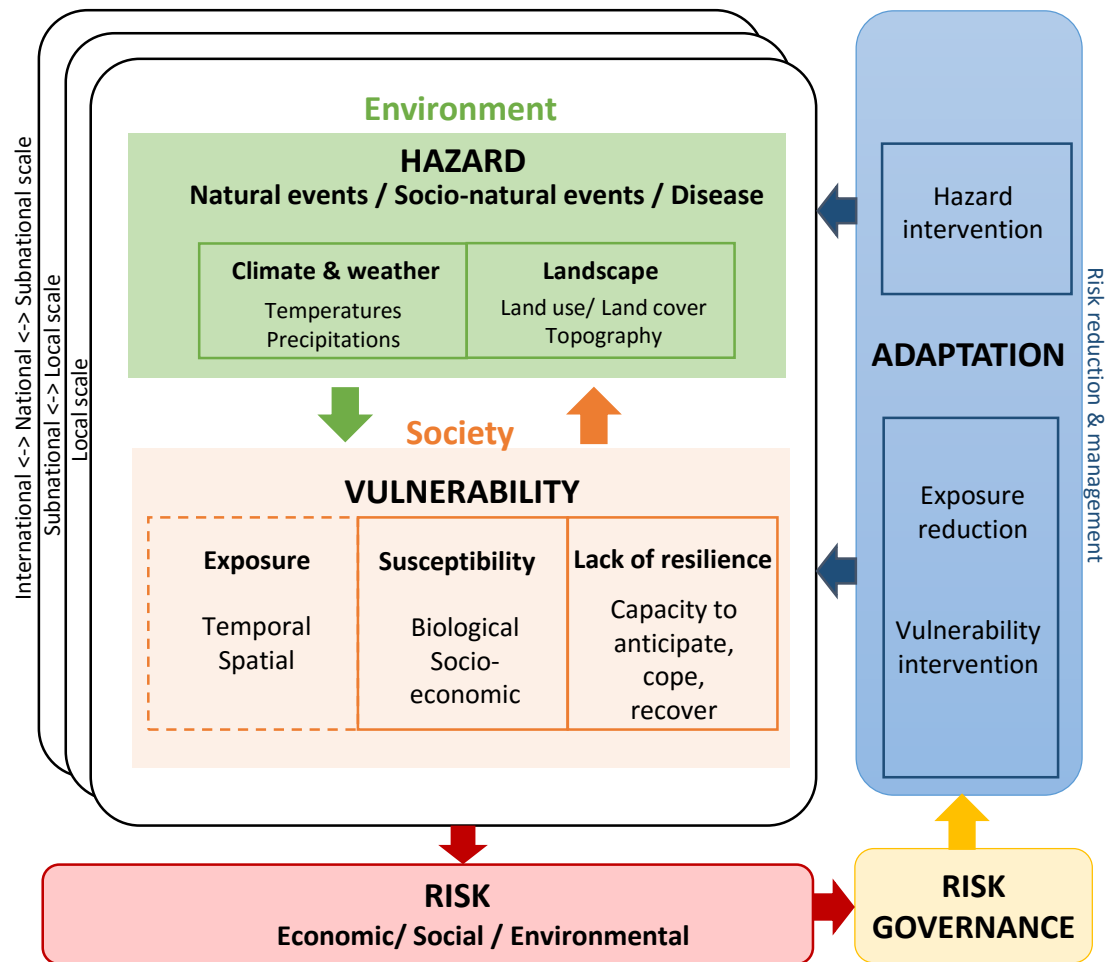 International <-> National <-> Subnational scale
Subnational <-> Local scale
Local scale
Environment
HAZARD
Natural events / Socio-natural events / Disease
Climate & weather
Temperatures
Precipitations
Landscape
Land use/ Land cover
Topography
Society
VULNERABILITY
Exposure
Temporal
Spatial
Susceptibility
Biological
Socio-
economic
Lack of resilience
Capacity to
anticipate,
cope,
recover
Hazard
intervention
ADAPTATION
Exposure
reduction
Vulnerability
intervention
Risk reduction & management
RISK
Economic/ Social / Environmental
RISK
GOVERNANCE